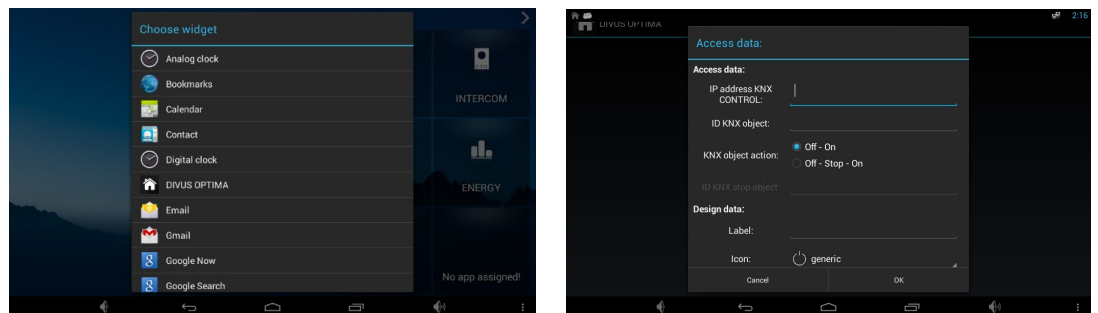 Choose widget
Analog clock
Bookmarks
Calendar
Contact
Digital clock
DIVUS OPTIMA
Email
Gmail
Google Now
Google Search
INTERCOM
ENERGY
No app assigned!
DIVUS OPTIMA
2:16
Access data:
Access data:
IP address KNX
CONTROL:
ID KNX object:
KNX object action:
Off - On
Off - Stop - On
ID KNX stop object:
Design data:
Label:
Icon:
generic
Cancel
OK